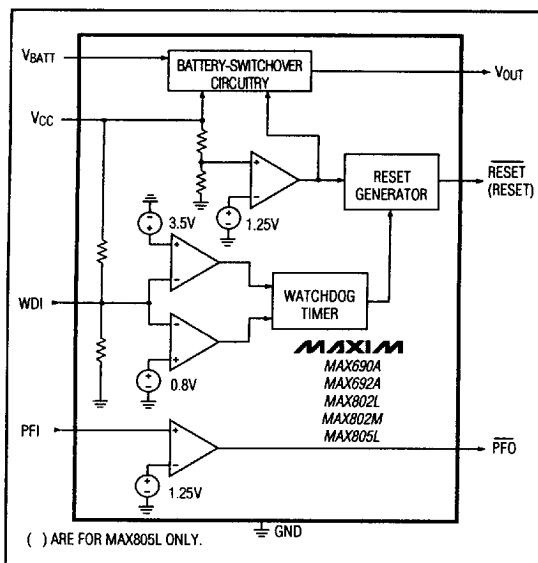 VBATT
BATTERY-SWITCHOVER
CIRCUITRY
VOUT
VCC
RESET
GENERATOR
RESET
(RESET)
+
−
+
−
1.25V
+
−
3.5V
+
−
WDI
WATCHDOG
TIMER
−
+
+
−
0.8V
MAXIM
MAX690A
MAX692A
MAX802L
MAX802M
MAX805L
PFI
+
−
PFO
+
−
1.25V
( ) ARE FOR MAX805L ONLY.
GND